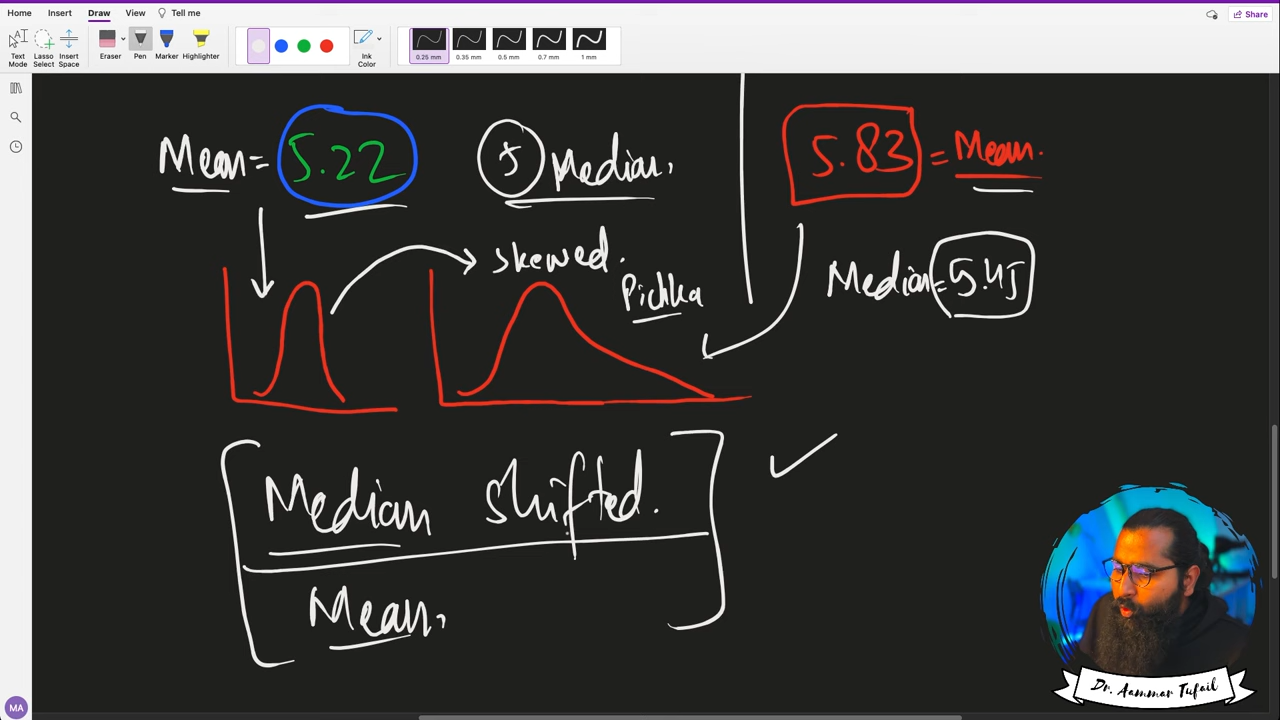 Home Insert Draw View Tell me
Share
Text Mode
Lasso Select
Insert Space
Eraser
Pen
Marker
Highlighter
Ink Color
0.25 mm
0.35 mm
0.5 mm
0.7 mm
1 mm
Mean = 5.22
5 Median.
5.83 = Mean.
Median = 5.45
skewed.
Pichka
Median shifted.
Mean.
MA
Dr. Aammar Tufail